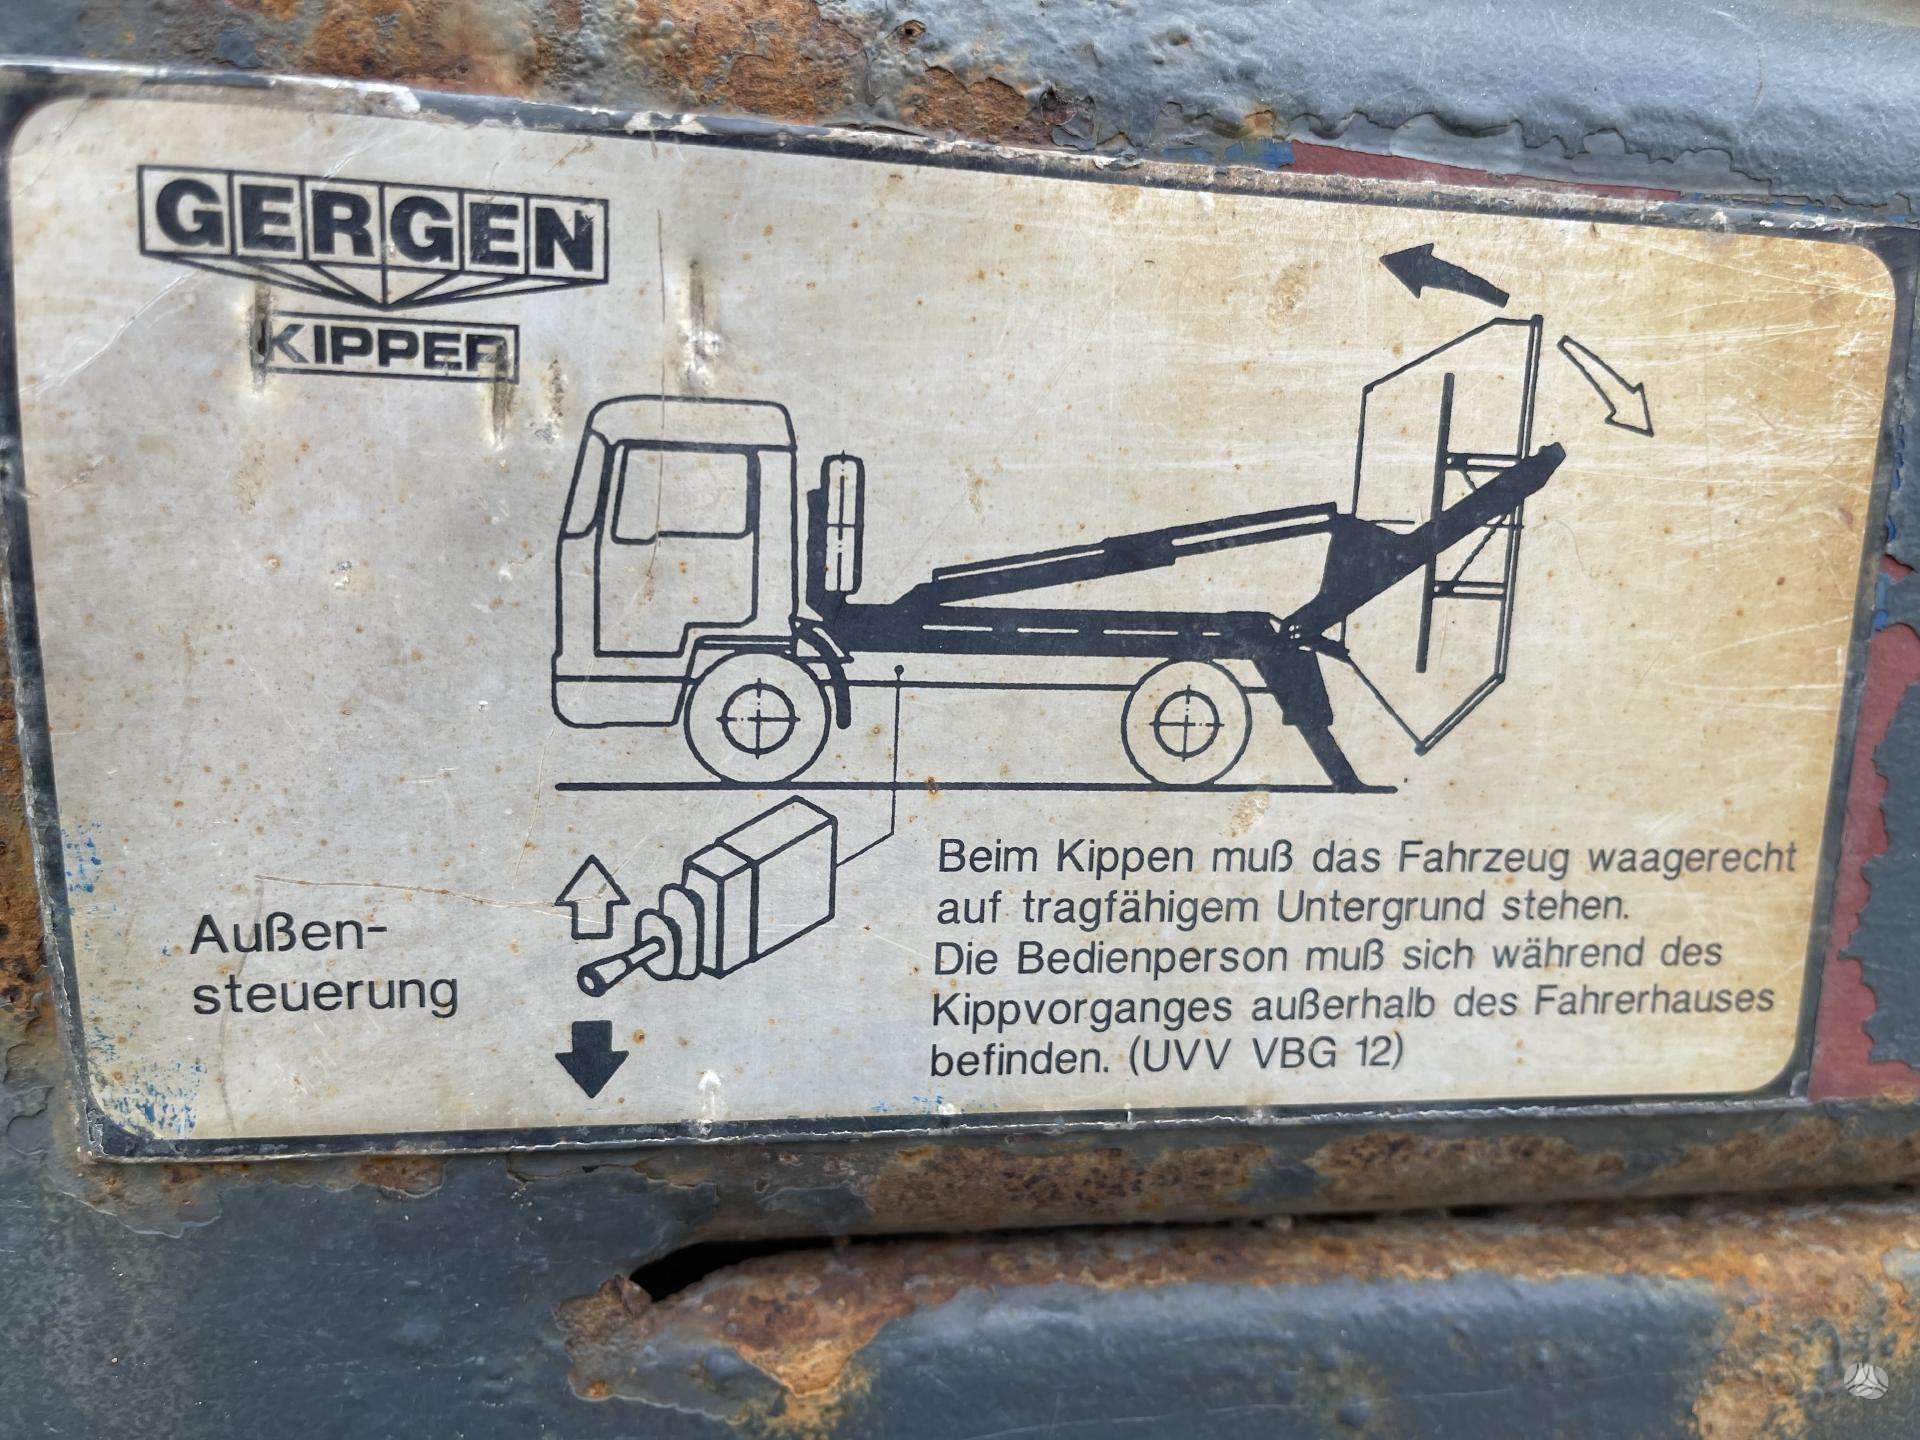 GERGEN
KIPPER
Außen-
steuerung
Beim Kippen muß das Fahrzeug waagerecht
auf tragfähigem Untergrund stehen.
Die Bedienperson muß sich während des
Kippvorganges außerhalb des Fahrerhauses
befinden. (UVV VBG 12)